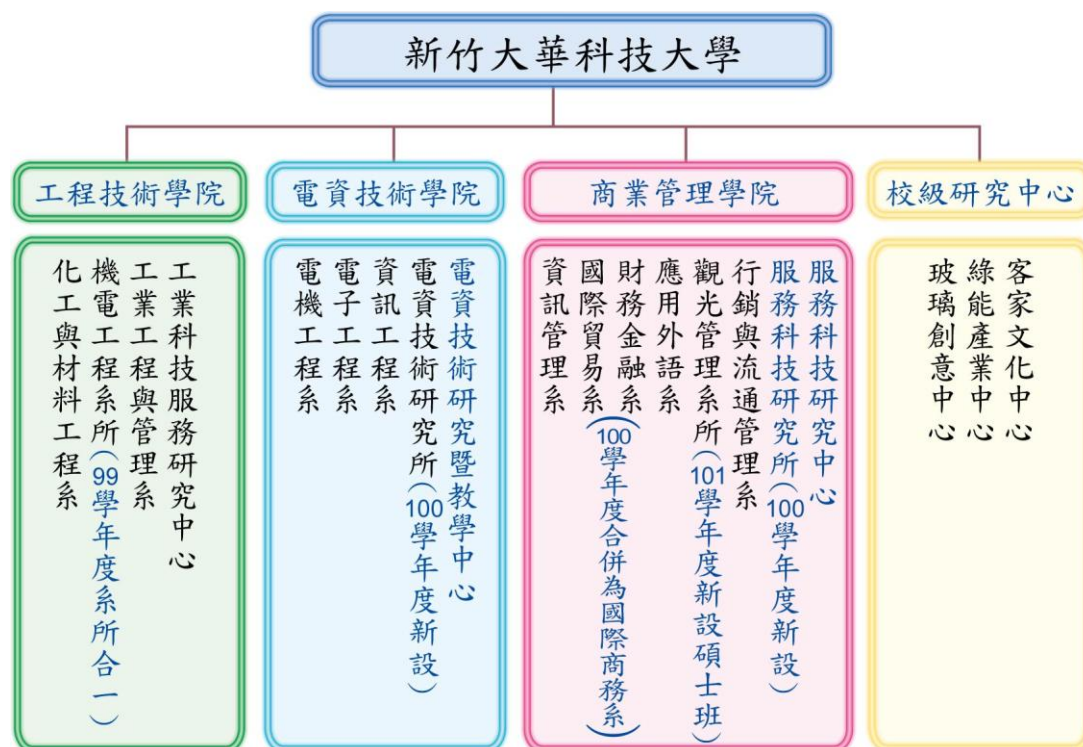 新竹大華科技大學
工程技術學院
工業科技服務研究中心
工業工程與管理系
機電工程系所(99學年度系所合一)
化工與材料工程系
電資技術學院
電資技術研究暨教學中心
電資技術研究所(100學年度新設)
資訊工程系
電子工程系
電機工程系
商業管理學院
服務科技研究中心
服務科技研究所(100學年度新設)
行銷與流通管理系
觀光管理系所(101學年度新設碩士班)
應用外語系
財務金融系
國際貿易系
(100學年度合併為國際商務系)
資訊管理系
校級研究中心
客家文化中心
綠能產業中心
玻璃創意中心